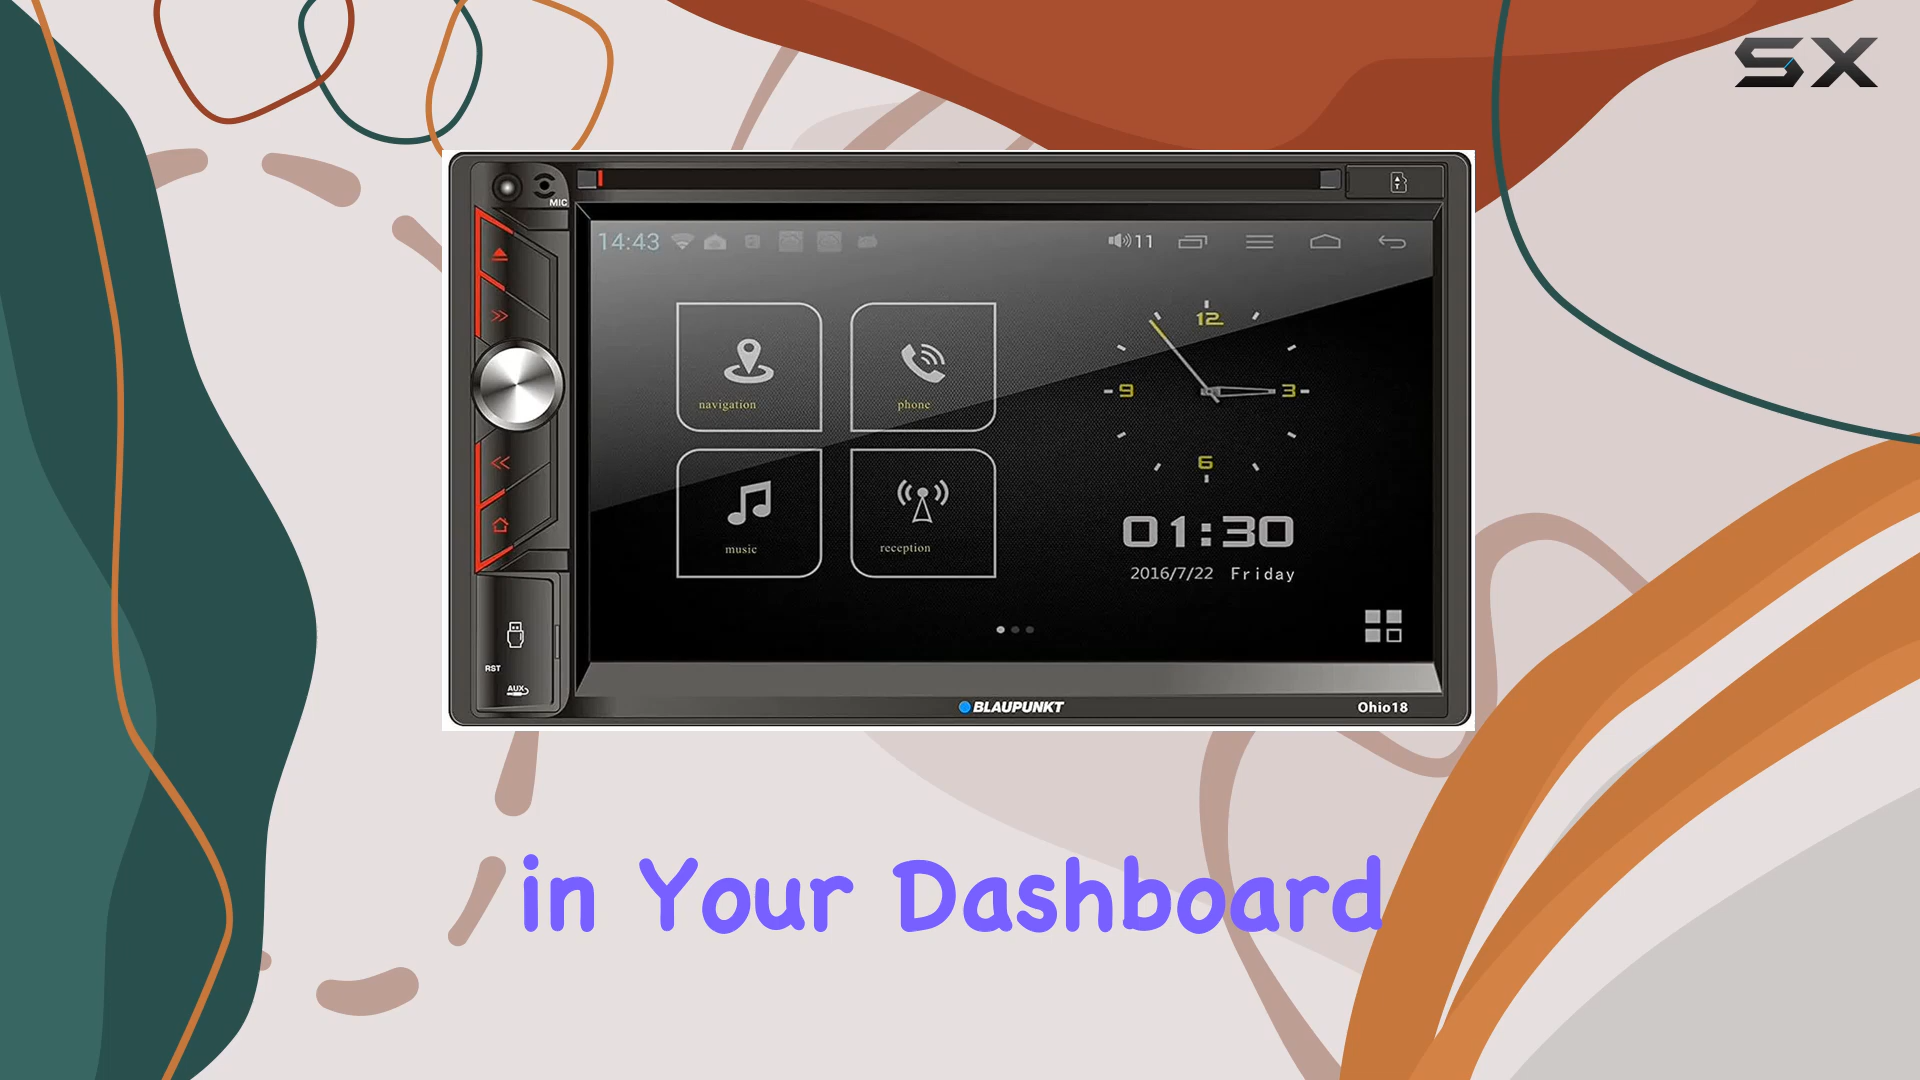 SX
MIC
14:43
11
navigation
phone
music
reception
12
9
3
6
01:30
2016/7/22 Friday
RST
AUX
BLAUPUNKT
Ohio18
in Your Dashboard